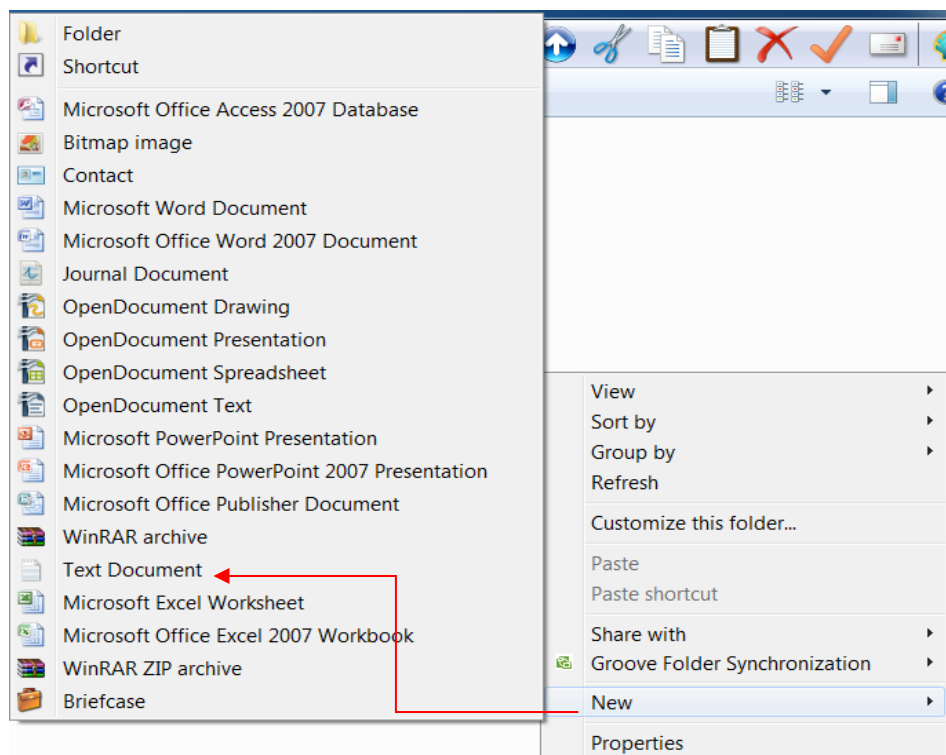 Folder
Shortcut
Microsoft Office Access 2007 Database
Bitmap image
Contact
Microsoft Word Document
Microsoft Office Word 2007 Document
Journal Document
OpenDocument Drawing
OpenDocument Presentation
OpenDocument Spreadsheet
OpenDocument Text
Microsoft PowerPoint Presentation
Microsoft Office PowerPoint 2007 Presentation
Microsoft Office Publisher Document
WinRAR archive
Text Document
Microsoft Excel Worksheet
Microsoft Office Excel 2007 Workbook
WinRAR ZIP archive
Briefcase
View
Sort by
Group by
Refresh
Customize this folder...
Paste
Paste shortcut
Share with
Groove Folder Synchronization
New
Properties